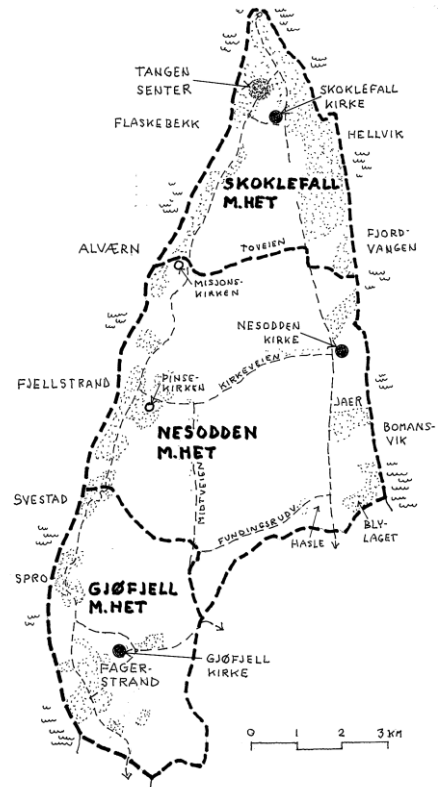 TANGEN
SENTER
SKOKLEFALL
KIRKE
FLASKEBEKK
HELLVIK
SKOKLEFALL
M.HET
FJORD-
VANGEN
ALVÆRN
TOVEIEN
MISJONS-
KIRKEN
NESODDEN
KIRKE
FJELLSTRAND
PINSE-
KIRKEN
KIRKEVEIEN
JAER
NESODDEN
M.HET
BOMANS-
VIK
MIDTVEIEN
SVESTAD
FUNDINGSRUDV.
HASLE
BLY-
LAGET
SPRO
GJØFJELL
M.HET
FAGER-
STRAND
GJØFJELL
KIRKE
0 1 2 3 KM